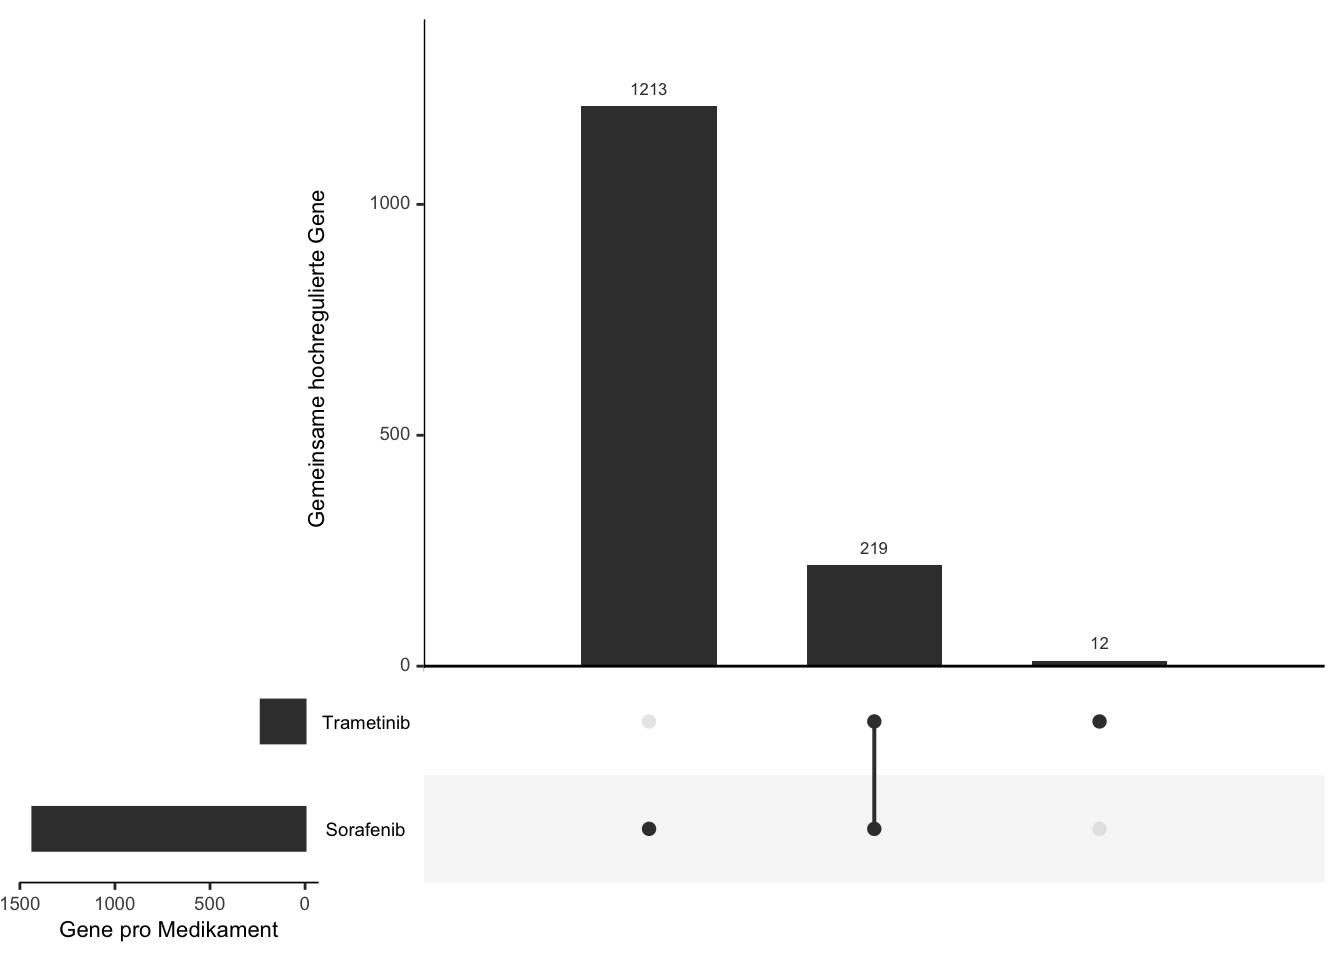 1213
1000
Gemeinsame hochregulierte Gene
219
500
12
0
Trametinib
Sorafenib
1500 1000 500 0
Gene pro Medikament